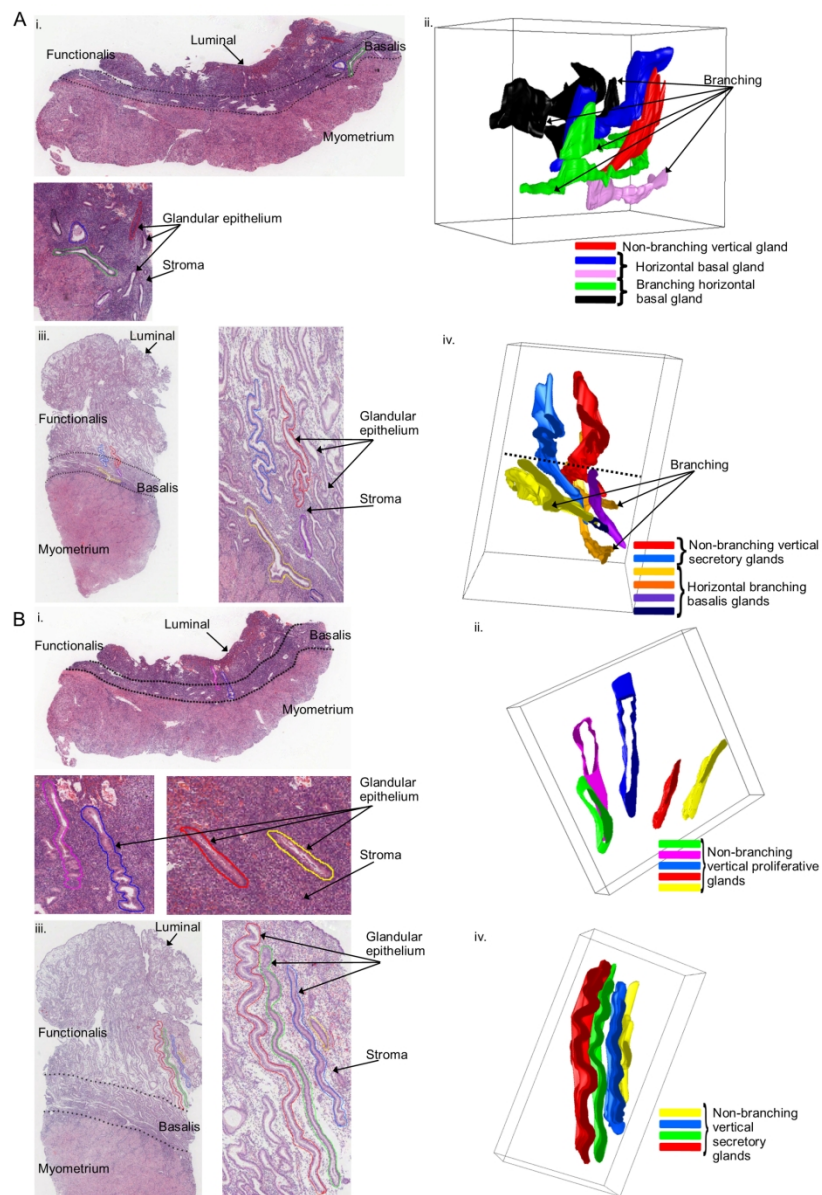 A
i.
Luminal
Functionalis
Basalis
Myometrium
Glandular epithelium
Stroma
ii.
Branching
Non-branching vertical gland
Horizontal basal gland
Branching horizontal
basal gland
iii.
Luminal
Functionalis
Basalis
Myometrium
Glandular
epithelium
Stroma
iv.
Branching
Non-branching vertical
secretory glands
Horizontal branching
basalis glands
B
i.
Luminal
Functionalis
Basalis
Myometrium
Glandular
epithelium
Stroma
ii.
Non-branching
vertical proliferative
glands
iii.
Luminal
Functionalis
Basalis
Myometrium
Glandular
epithelium
Stroma
iv.
Non-branching
vertical
secretory
glands